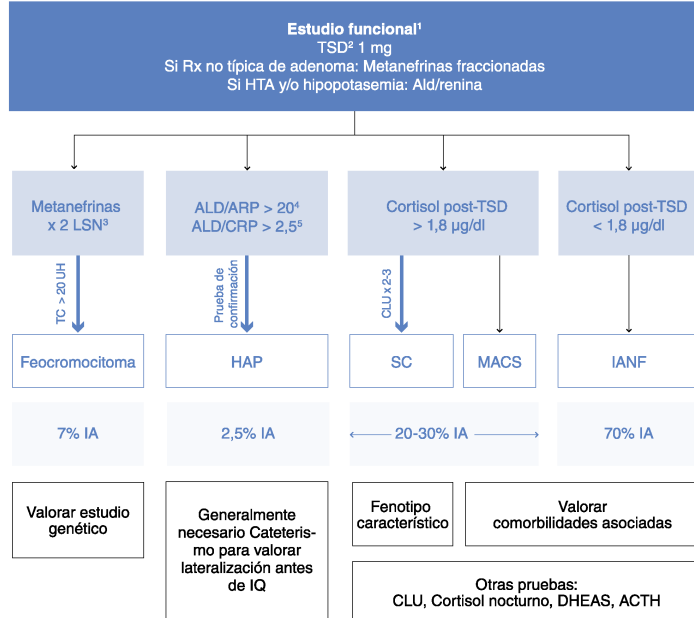 Estudio funcional¹
TSD² 1 mg
Si Rx no típica de adenoma: Metanefrinas fraccionadas
Si HTA y/o hipopotasemia: Ald/renina
Metanefrinas
x 2 LSN³
ALD/ARP > 20⁴
ALD/CRP > 2,5⁵
Cortisol post-TSD
> 1,8 µg/dl
Cortisol post-TSD
< 1,8 µg/dl
TC > 20 UH
Prueba de
confirmación
CLU x 2-3
Feocromocitoma
HAP
SC
MACS
IANF
7% IA
2,5% IA
20-30% IA
70% IA
Valorar estudio
genético
Generalmente
necesario Cateteris-
mo para valorar
lateralización antes
de IQ
Fenotipo
característico
Valorar
comorbilidades asociadas
Otras pruebas:
CLU, Cortisol nocturno, DHEAS, ACTH